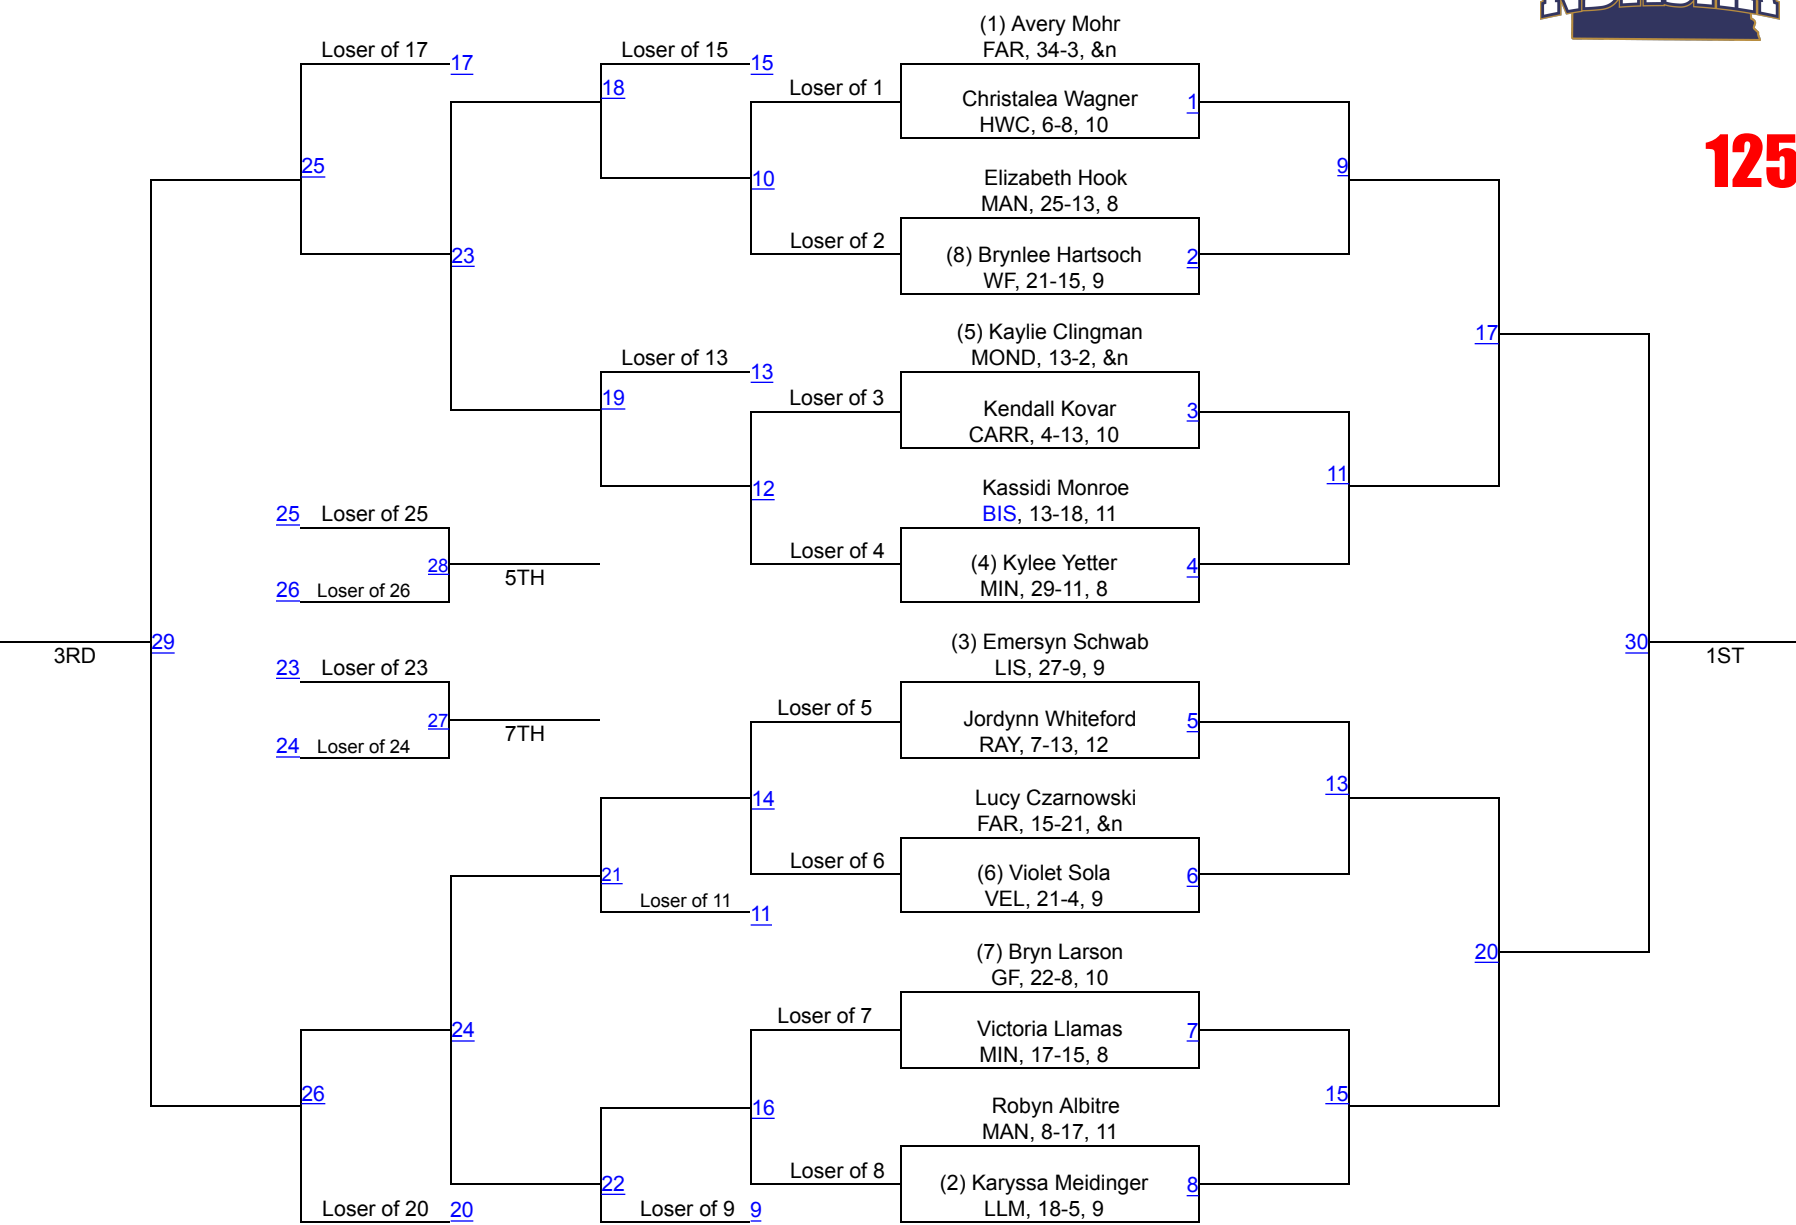 (1) Avery Mohr
FAR, 34-3, &n
Loser of 17
17
Loser of 15
15
18
Loser of 1
Christalea Wagner
HWC, 6-8, 10
1
125
25
10
Elizabeth Hook
MAN, 25-13, 8
9
23
Loser of 2
(8) Brynlee Hartsoch
WF, 21-15, 9
2
(5) Kaylie Clingman
MOND, 13-2, &n
17
Loser of 13
13
19
Loser of 3
Kendall Kovar
CARR, 4-13, 10
3
12
Kassidi Monroe
BIS, 13-18, 11
11
25
Loser of 25
28
5TH
26
Loser of 26
Loser of 4
(4) Kylee Yetter
MIN, 29-11, 8
4
3RD
29
(3) Emersyn Schwab
LIS, 27-9, 9
30
1ST
23
Loser of 23
27
7TH
24
Loser of 24
Loser of 5
Jordynn Whiteford
RAY, 7-13, 12
5
14
Lucy Czarnowski
FAR, 15-21, &n
13
21
Loser of 11
11
Loser of 6
(6) Violet Sola
VEL, 21-4, 9
6
(7) Bryn Larson
GF, 22-8, 10
20
24
Loser of 7
Victoria Llamas
MIN, 17-15, 8
7
26
16
Robyn Albitre
MAN, 8-17, 11
15
22
Loser of 8
(2) Karyssa Meidinger
LLM, 18-5, 9
8
Loser of 20
20
Loser of 9
9